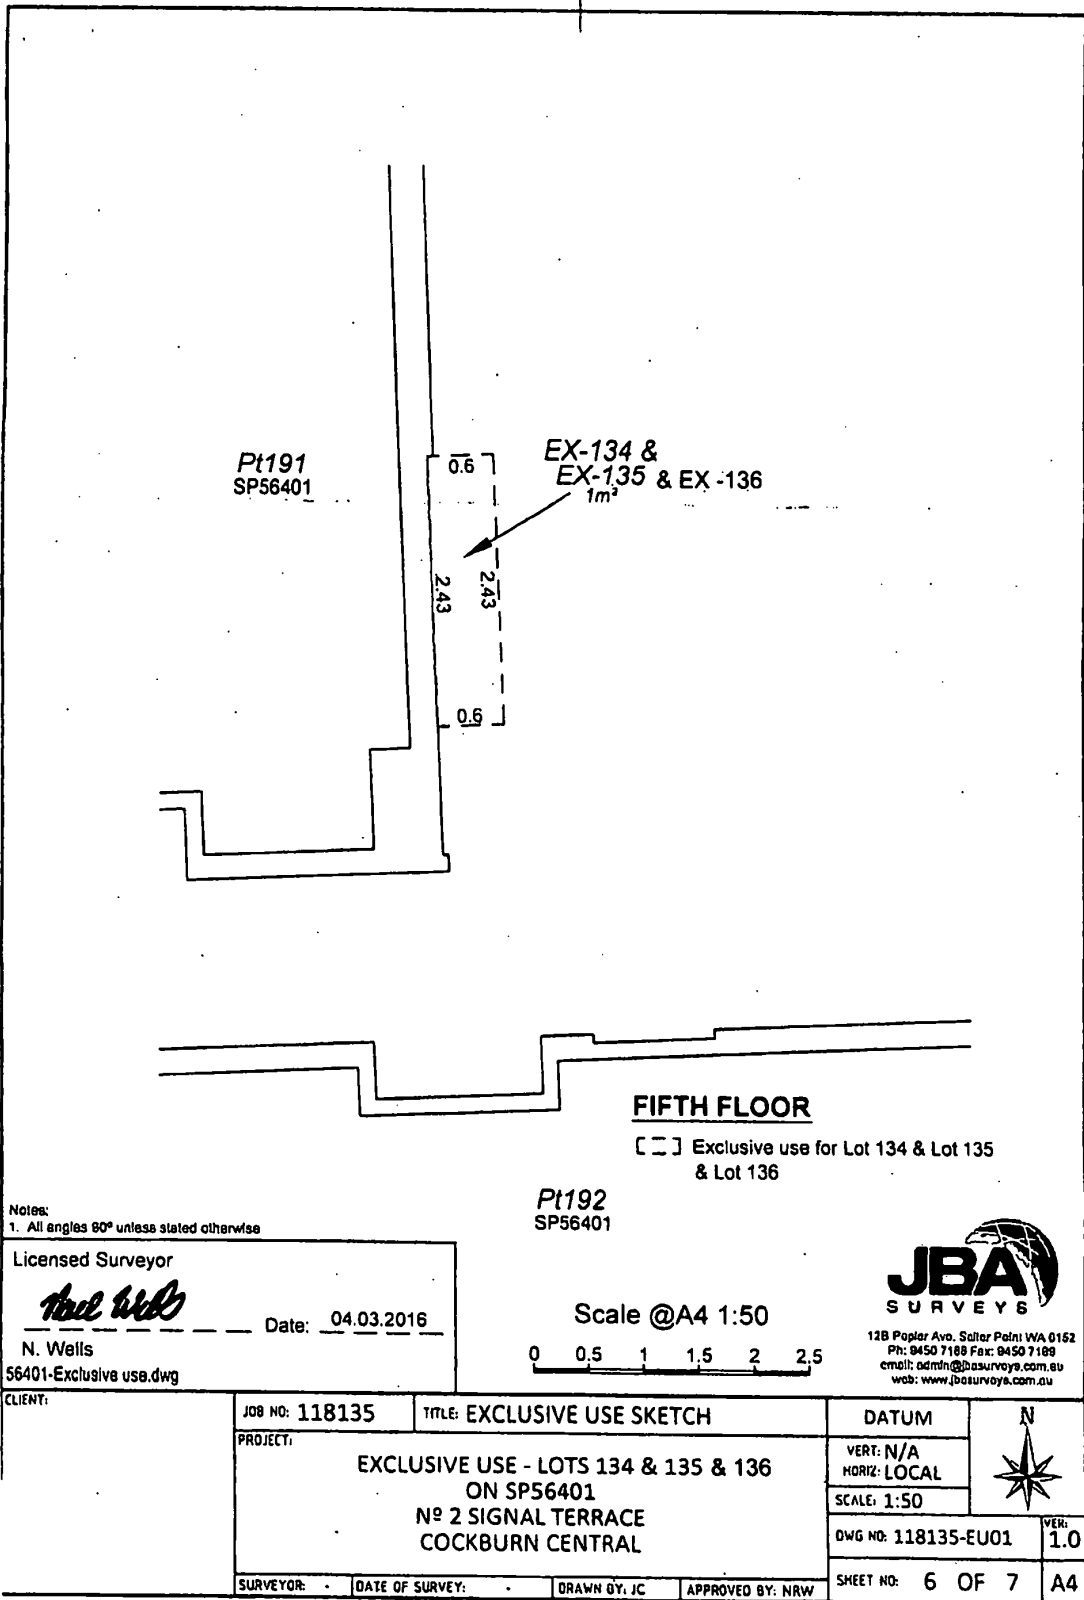 Pt191
SP56401
0.6
EX-134 &
EX-135 & EX -136
1m²
2.43
2.43
0.6
FIFTH FLOOR
Exclusive use for Lot 134 & Lot 135
& Lot 136
Pt192
SP56401
Notes:
1. All angles 90° unless stated otherwise
Licensed Surveyor
Date: 04.03.2016
N. Wells
56401-Exclusive use.dwg
Scale @A4 1:50
0 0.5 1 1.5 2 2.5
JBA
SURVEYS
12B Poplar Ave. Salter Point WA 6152
Ph: 9450 7188 Fax: 9450 7189
email: admin@jbasurveys.com.au
web: www.jbasurveys.com.au
CLIENT:
JOB NO: 118135
TITLE: EXCLUSIVE USE SKETCH
PROJECT:
EXCLUSIVE USE - LOTS 134 & 135 & 136
ON SP56401
Nº 2 SIGNAL TERRACE
COCKBURN CENTRAL
DATUM
VERT: N/A
HORIZ: LOCAL
SCALE: 1:50
N
DWG NO: 118135-EU01
VER:
1.0
SURVEYOR: -
DATE OF SURVEY: -
DRAWN BY: JC
APPROVED BY: NRW
SHEET NO: 6 OF 7
A4